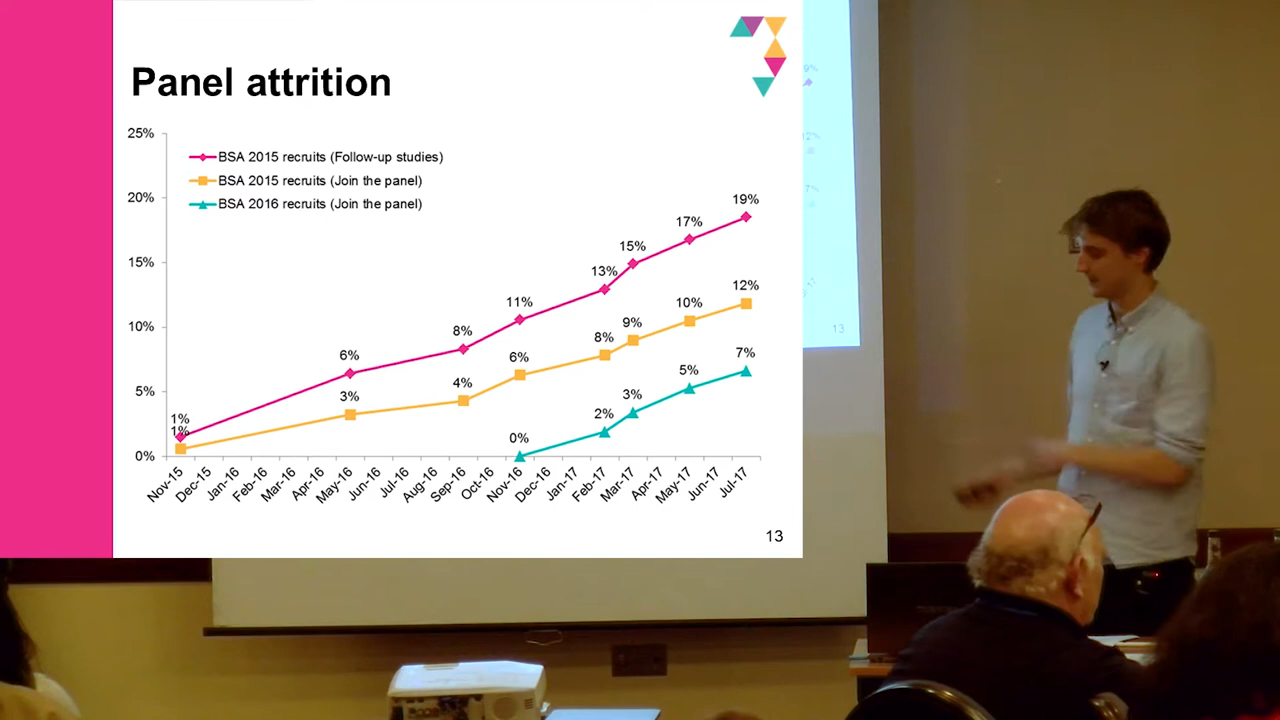 Panel attrition
25%
20%
15%
10%
5%
0%
BSA 2015 recruits (Follow-up studies)
BSA 2015 recruits (Join the panel)
BSA 2016 recruits (Join the panel)
1%
6%
8%
11%
13%
15%
17%
19%
1%
3%
4%
6%
8%
9%
10%
12%
0%
2%
3%
5%
7%
Nov-15
Dec-15
Jan-16
Feb-16
Mar-16
Apr-16
May-16
Jun-16
Jul-16
Aug-16
Sep-16
Oct-16
Nov-16
Dec-16
Jan-17
Feb-17
Mar-17
Apr-17
May-17
Jun-17
Jul-17
13
9%
12%
7%
13